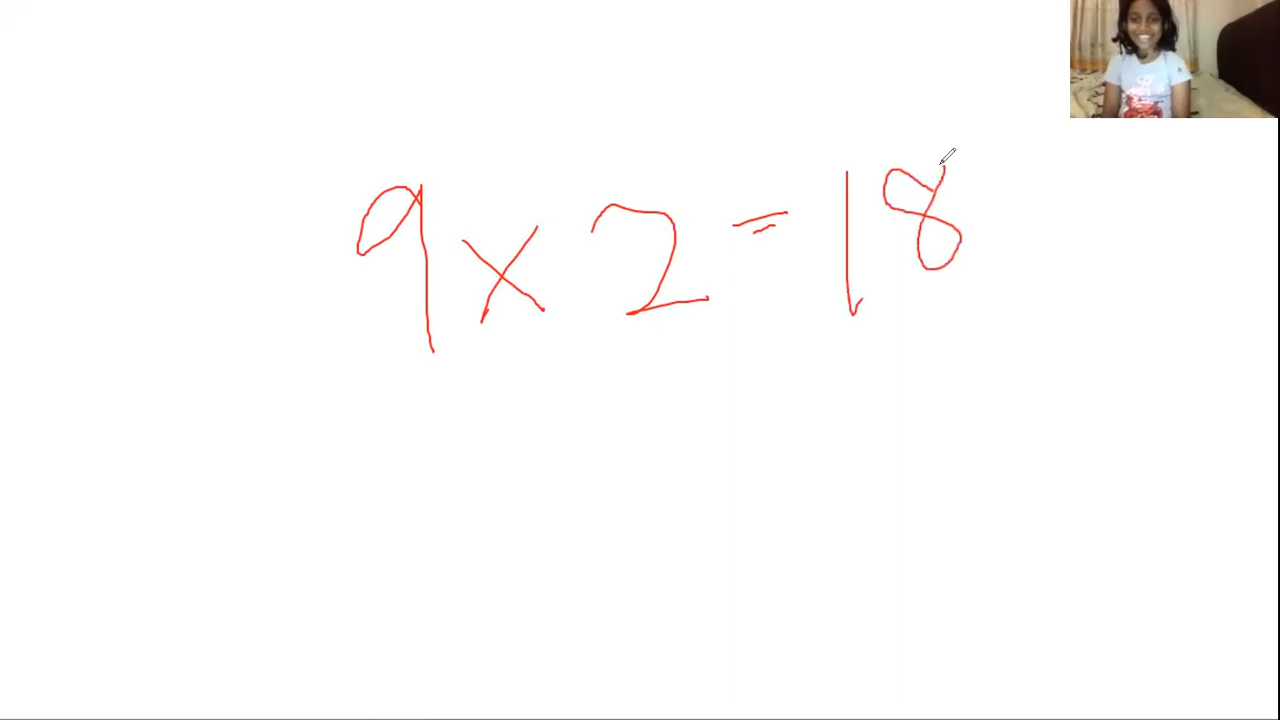 9 × 2 = 18